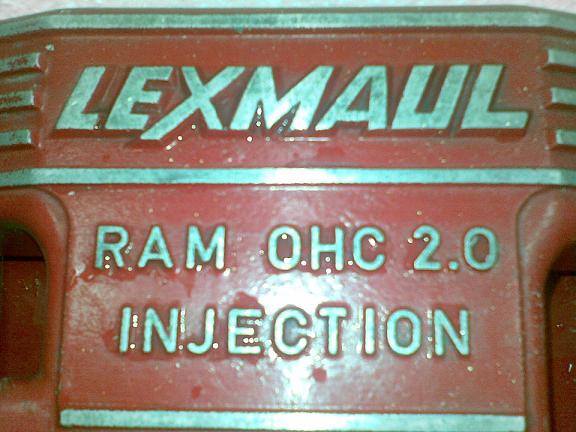 LEXMAUL
RAM OHC 2.0
INJECTION